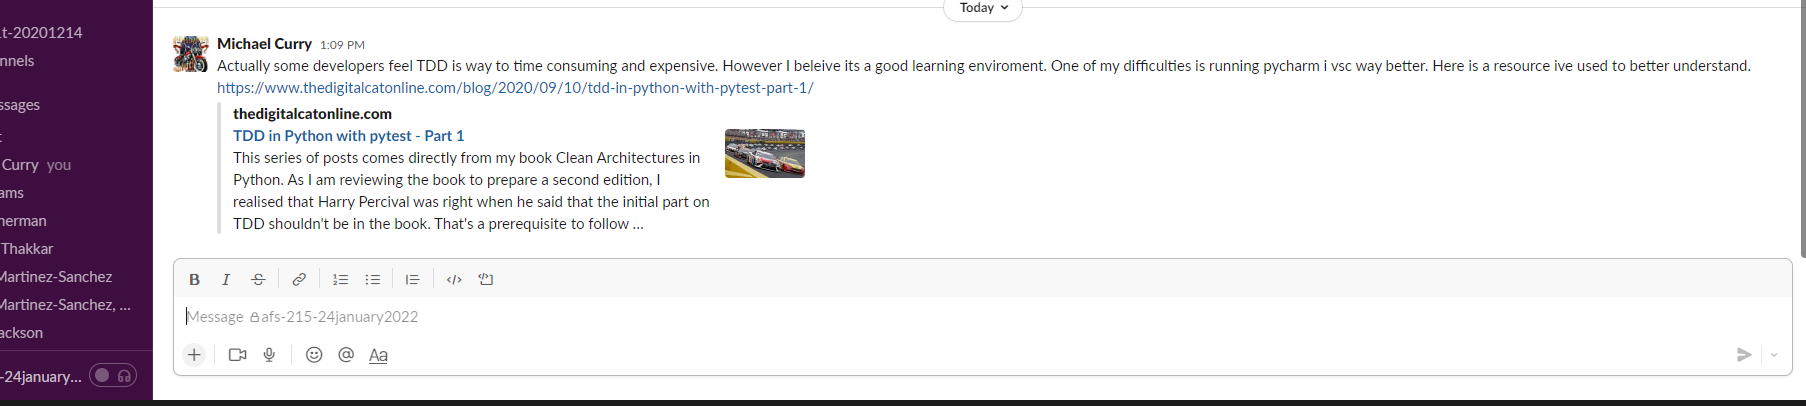 Today
t-20201214
nnels
ssages
Curry you
ams
herman
Thakkar
Martinez-Sanchez
Martinez-Sanchez, ...
ackson
-24january...
Michael Curry 1:09 PM
Actually some developers feel TDD is way to time consuming and expensive. However I beleive its a good learning enviroment. One of my difficulties is running pycharm i vsc way better. Here is a resource ive used to better understand.
https://www.thedigitalcatonline.com/blog/2020/09/10/tdd-in-python-with-pytest-part-1/
thedigitalcatonline.com
TDD in Python with pytest - Part 1
This series of posts comes directly from my book Clean Architectures in
Python. As I am reviewing the book to prepare a second edition, I
realised that Harry Percival was right when he said that the initial part on
TDD shouldn't be in the book. That's a prerequisite to follow ...
B I S
Message afs-215-24january2022
@ Aa